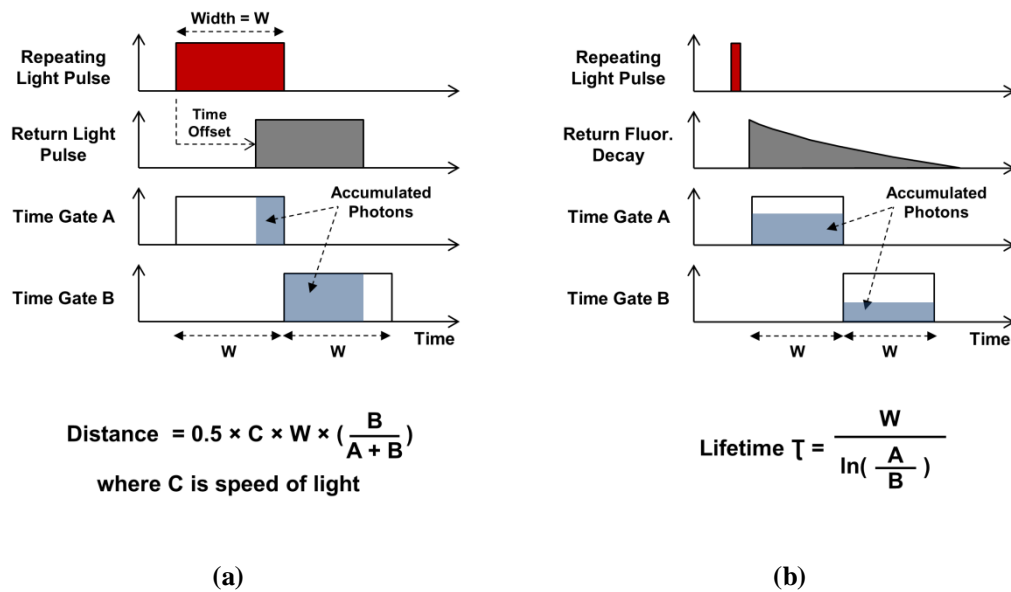 Width = W
Repeating
Light Pulse
Time
Offset
Return Light
Pulse
Accumulated
Photons
Time Gate A
Time Gate B
Time
W
W
Distance = 0.5 × C × W × ( B / A + B )
where C is speed of light
(a)
Repeating
Light Pulse
Return Fluor.
Decay
Accumulated
Photons
Time Gate A
Time Gate B
Time
W
W
Lifetime Ʈ = W / ln( A / B )
(b)